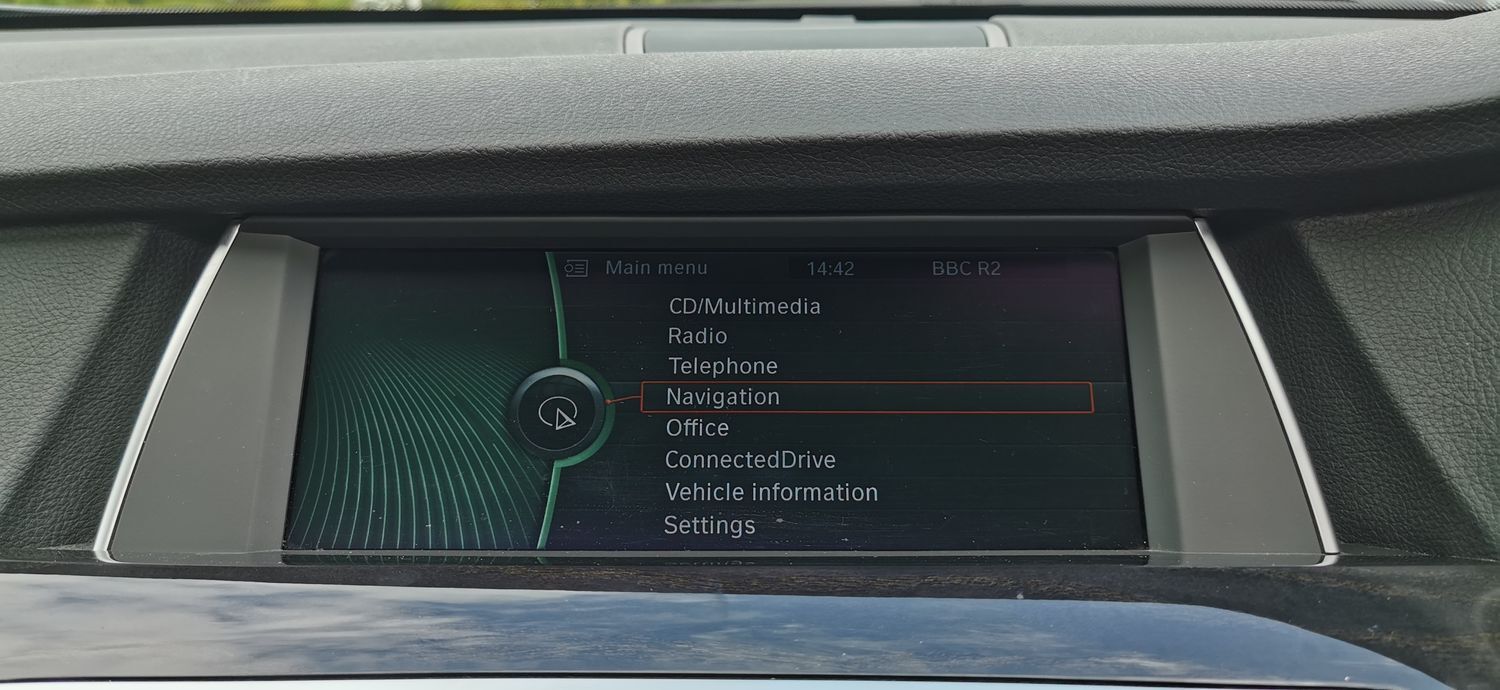 Main menu 14:42 BBC R2
CD/Multimedia
Radio
Telephone
Navigation
Office
ConnectedDrive
Vehicle information
Settings